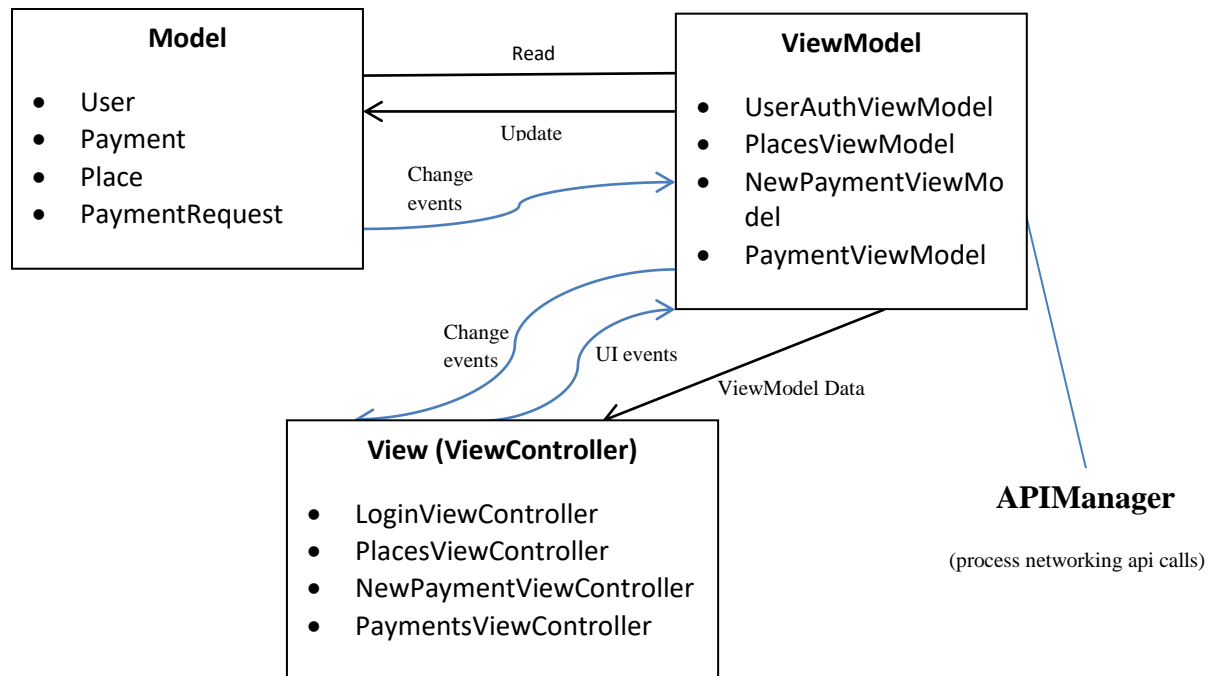 Model
• User
• Payment
• Place
• PaymentRequest
Read
Update
Change
events
ViewModel
• UserAuthViewModel
• PlacesViewModel
• NewPaymentViewMo
del
• PaymentViewModel
Change
events
UI events
ViewModel Data
View (ViewController)
• LoginViewController
• PlacesViewController
• NewPaymentViewController
• PaymentsViewController
APIManager
(process networking api calls)